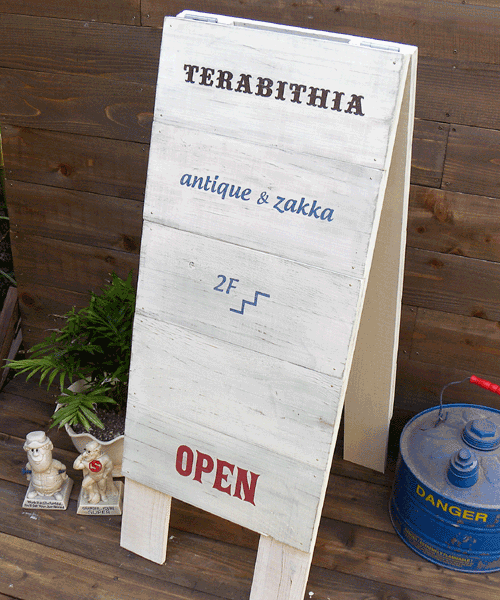 TERABITHIA
antique & zakka
2F
OPEN
DANGER